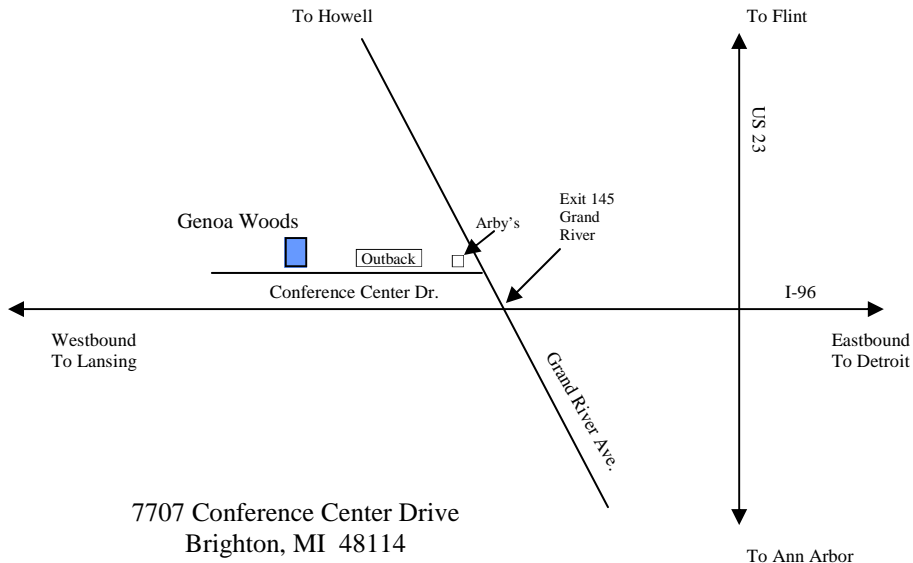 To Howell
To Flint
US 23
Exit 145
Grand
River
Arby's
Genoa Woods
Outback
Conference Center Dr.
I-96
Westbound
To Lansing
Eastbound
To Detroit
Grand River Ave.
7707 Conference Center Drive
Brighton, MI  48114
To Ann Arbor